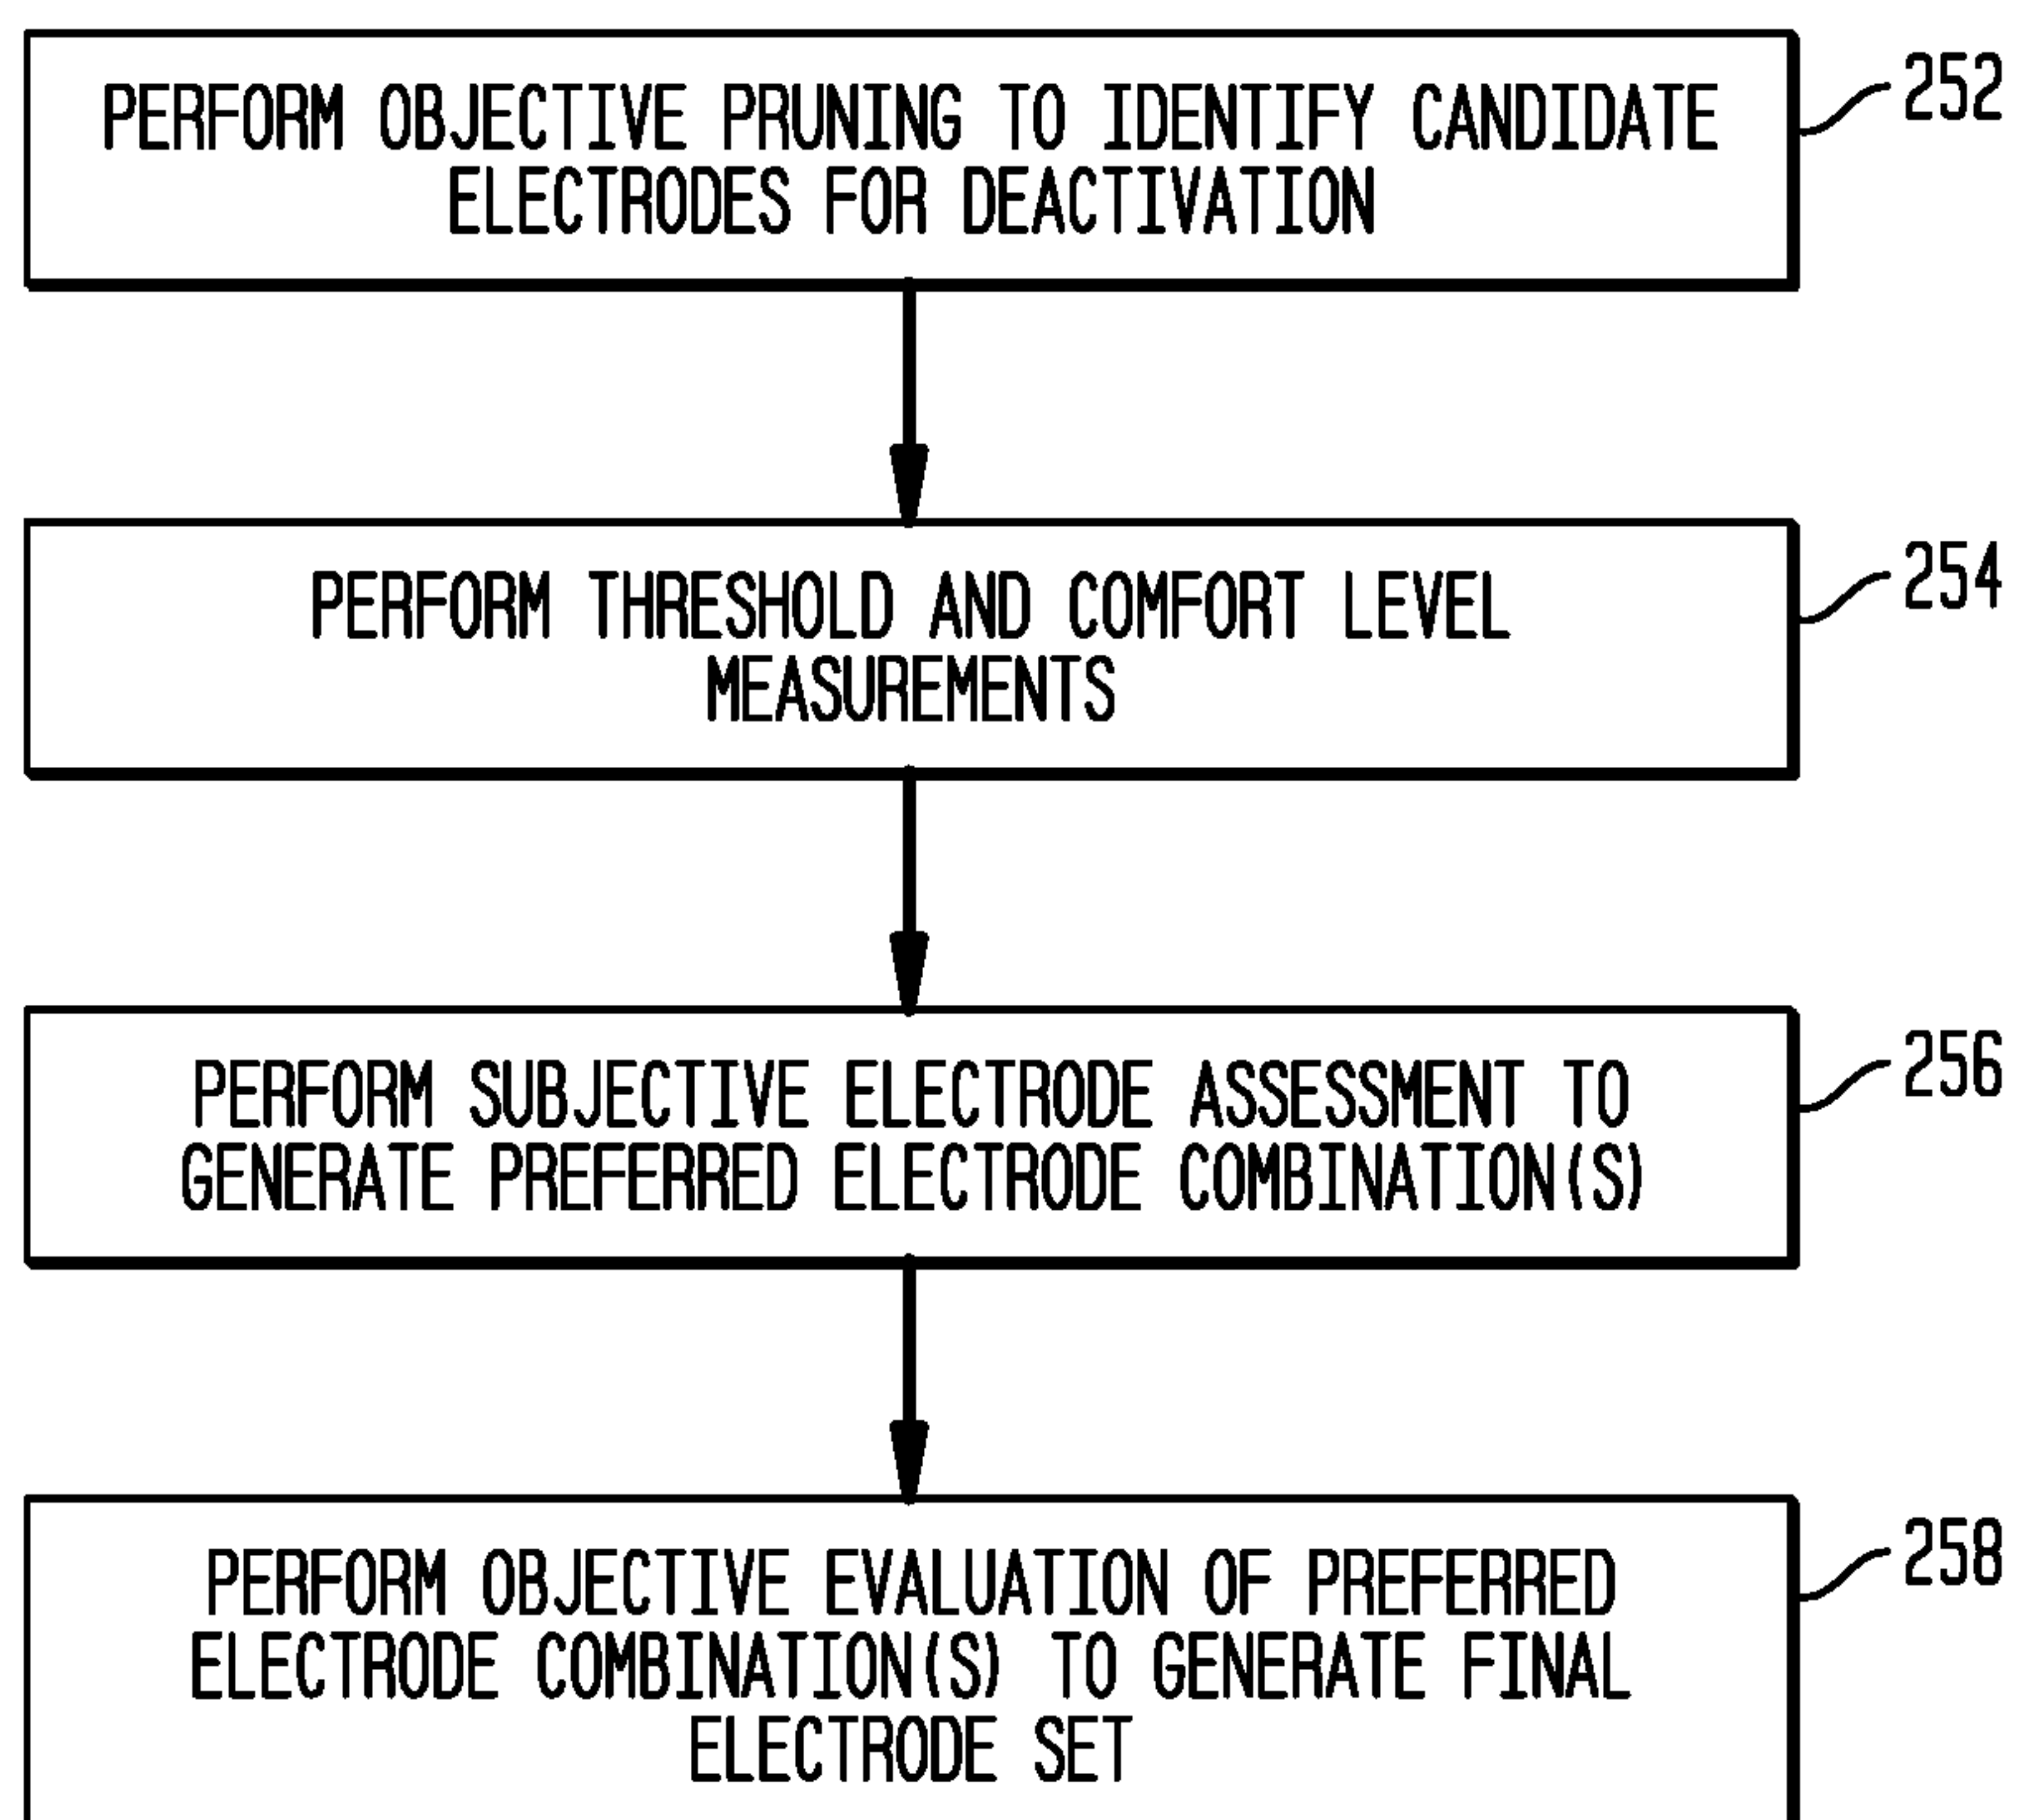 PERFORM OBJECTIVE PRUNING TO IDENTIFY CANDIDATE
ELECTRODES FOR DEACTIVATION
252
PERFORM THRESHOLD AND COMFORT LEVEL
MEASUREMENTS
254
PERFORM SUBJECTIVE ELECTRODE ASSESSMENT TO
GENERATE PREFERRED ELECTRODE COMBINATION(S)
256
PERFORM OBJECTIVE EVALUATION OF PREFERRED
ELECTRODE COMBINATION(S) TO GENERATE FINAL
ELECTRODE SET
258